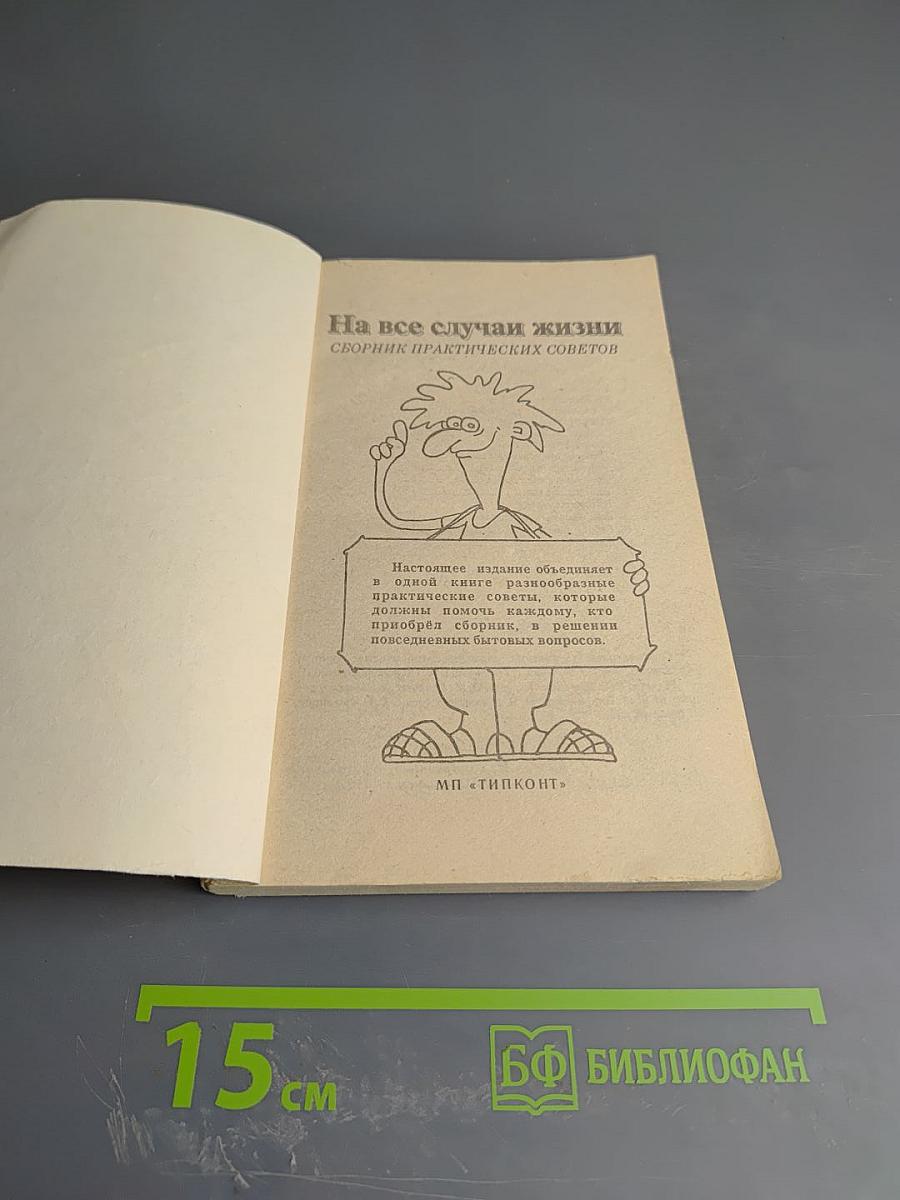 На все случаи жизни
СБОРНИК ПРАКТИЧЕСКИХ СОВЕТОВ
Настоящее издание объединяет
в одной книге разнообразные
практические советы, которые
должны помочь каждому, кто
приобрёл сборник, в решении
повседневных бытовых вопросов.
МП «ТИПКОНТ»
15 см
БФ БИБЛИОФАН